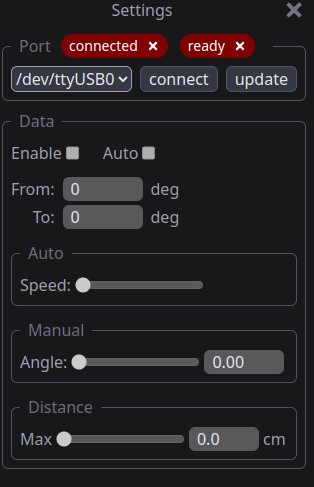 Settings
Port connected × ready ×
/dev/ttyUSB0 connect update
Data
Enable Auto
From: 0 deg
To: 0 deg
Auto
Speed:
Manual
Angle: 0.00
Distance
Max 0.0 cm